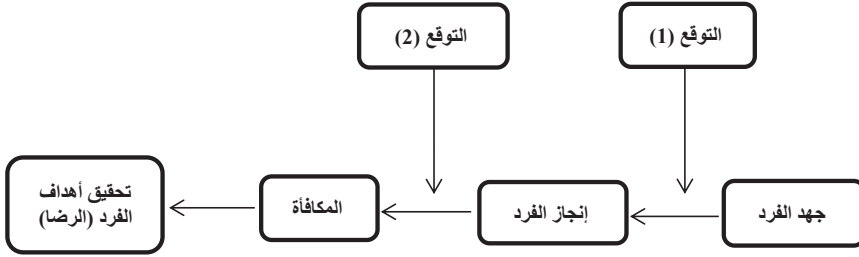 التوقع (1)
التوقع (2)
جهد الفرد
إنجاز الفرد
المكافأة
تحقيق أهداف
الفرد (الرضا)